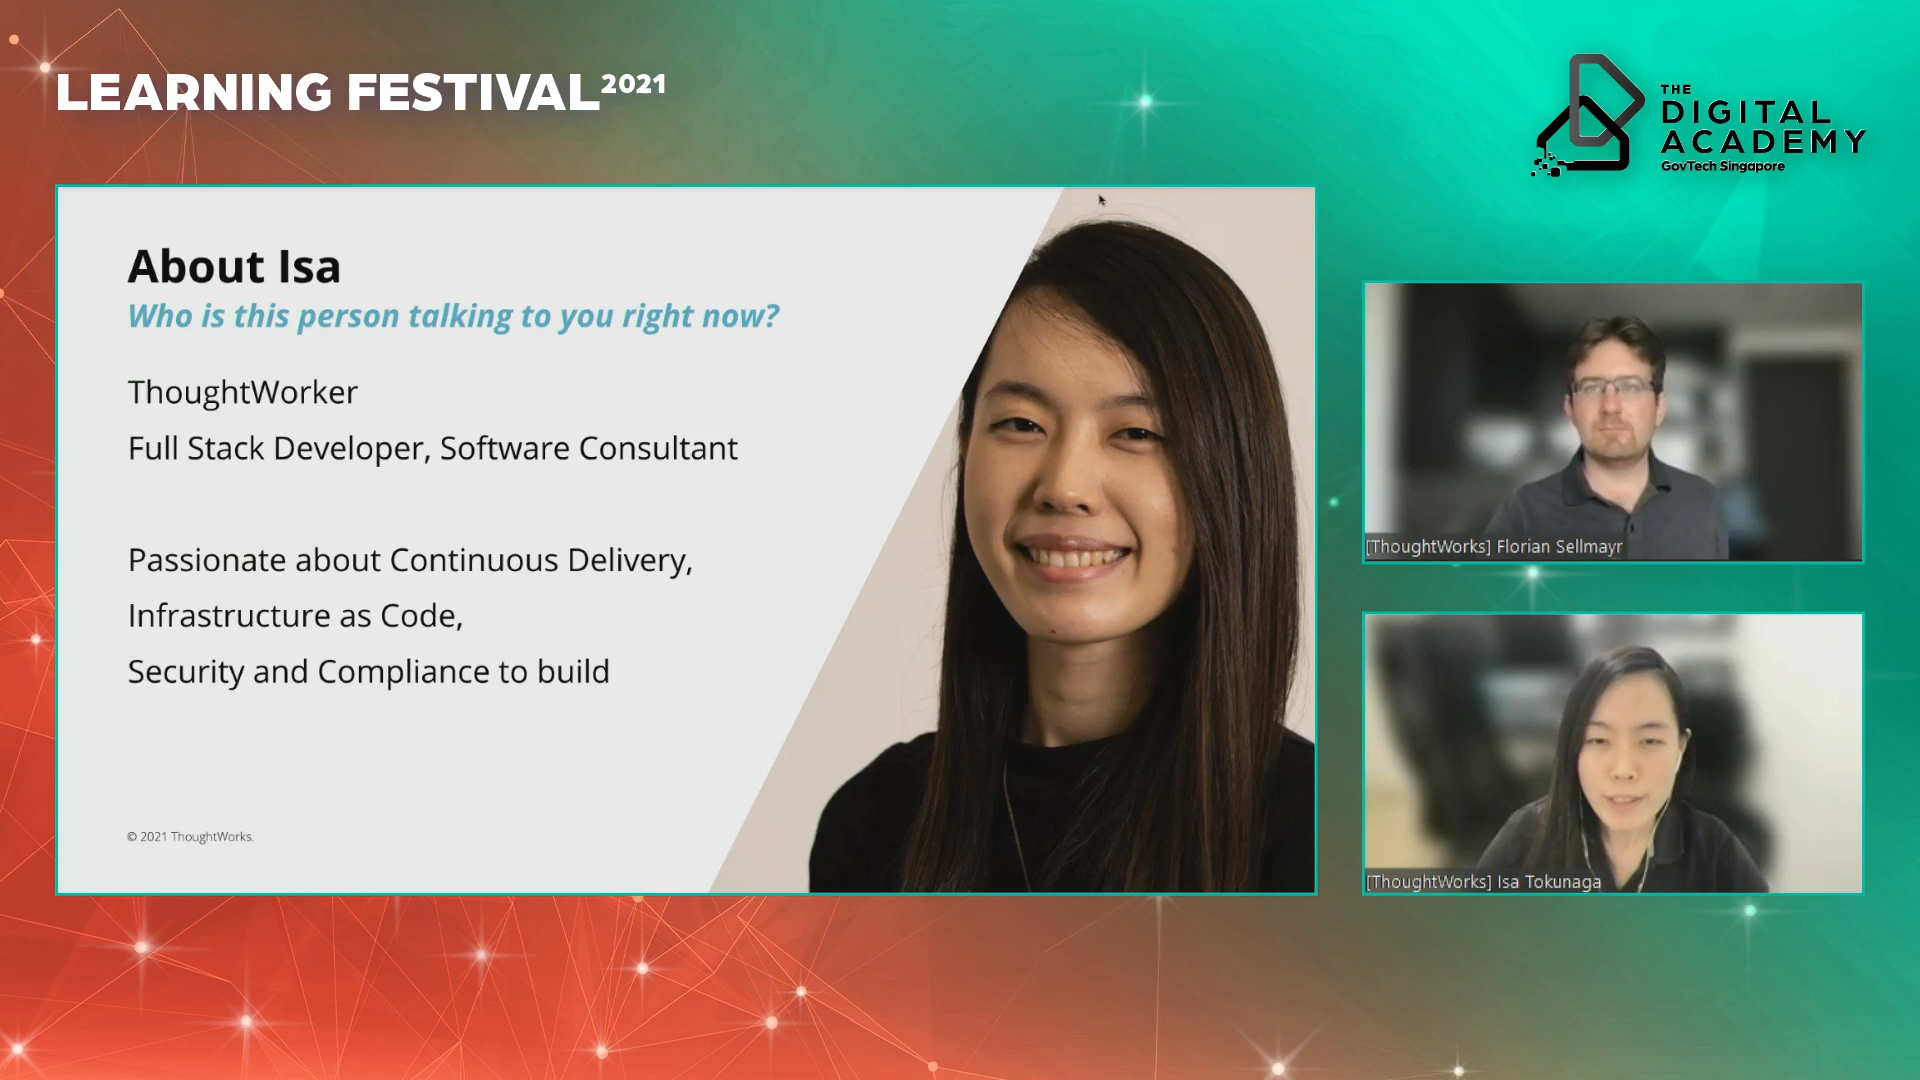 LEARNING FESTIVAL2021
THE
DIGITAL
ACADEMY
GovTech Singapore
About Isa
Who is this person talking to you right now?
ThoughtWorker
Full Stack Developer, Software Consultant
Passionate about Continuous Delivery,
Infrastructure as Code,
Security and Compliance to build
© 2021 ThoughtWorks.
[ThoughtWorks] Florian Sellmayr
[ThoughtWorks] Isa Tokunaga